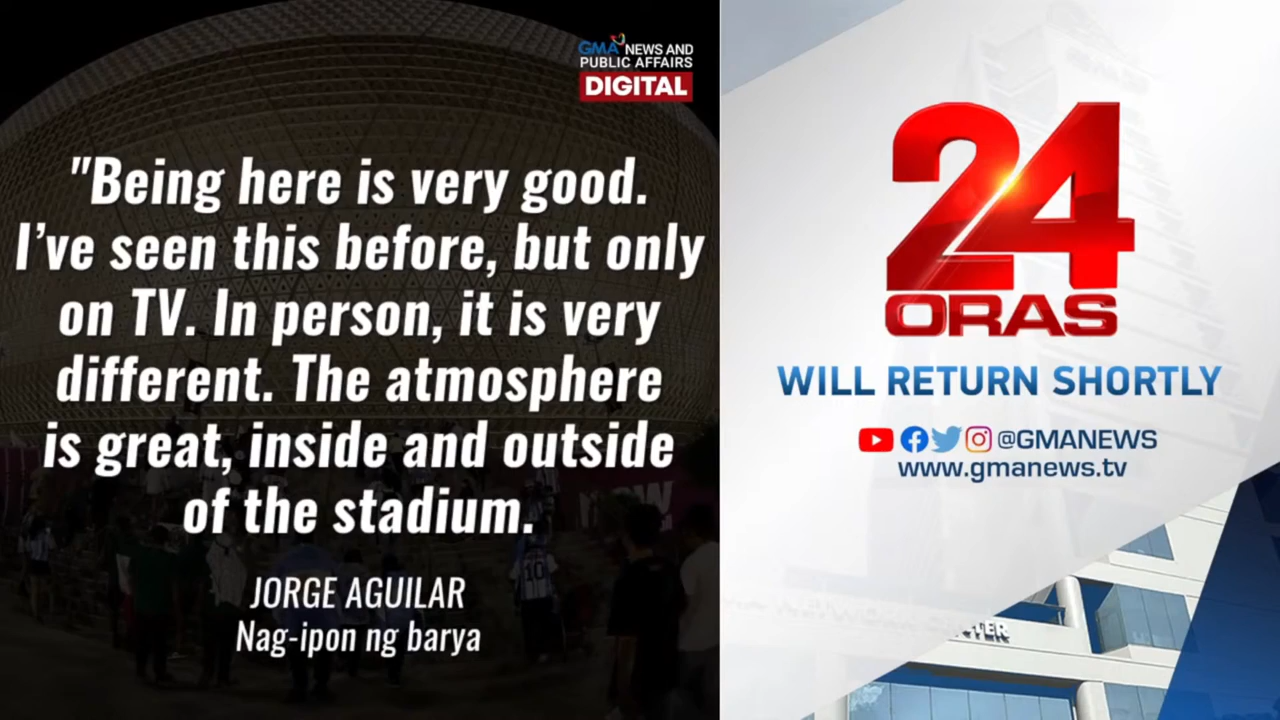 GMA NEWS AND
PUBLIC AFFAIRS
DIGITAL
"Being here is very good.
I've seen this before, but only
on TV. In person, it is very
different. The atmosphere
is great, inside and outside
of the stadium.
JORGE AGUILAR
Nag-ipon ng barya
10
24
ORAS
WILL RETURN SHORTLY
@GMANEWS
www.gmanews.tv